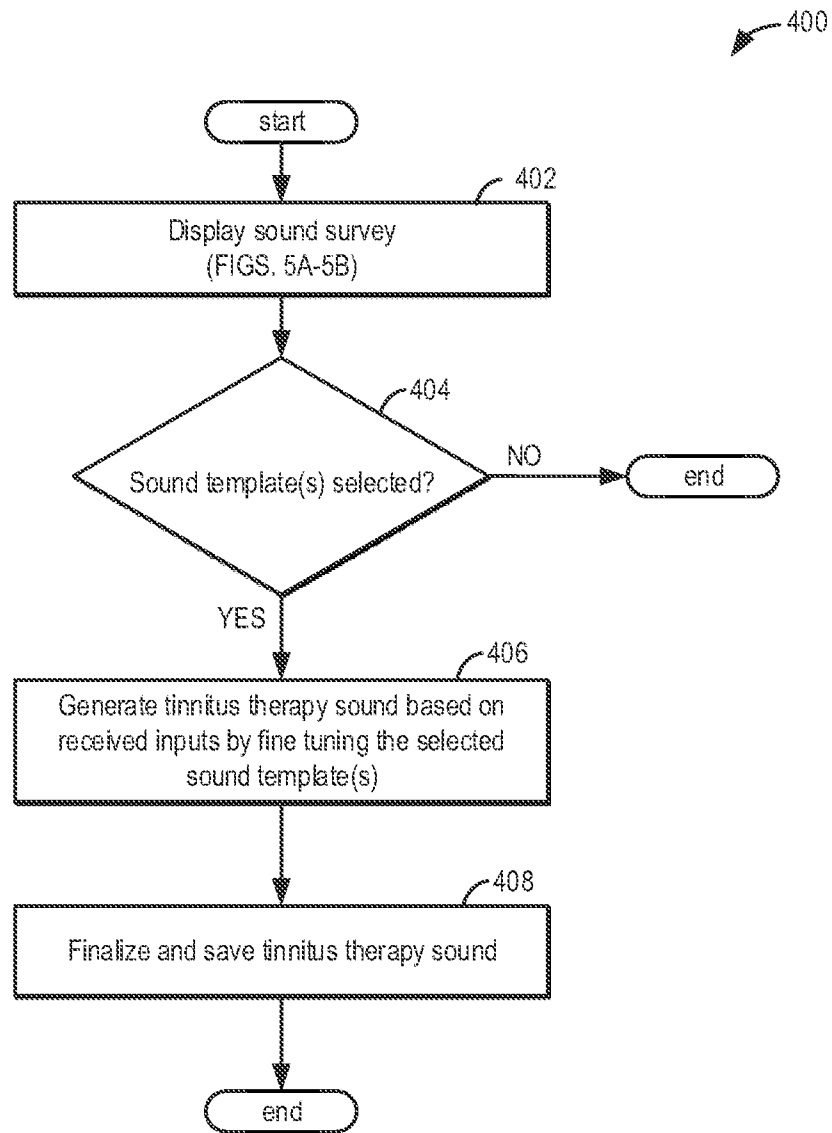 400
start
402
Display sound survey
(FIGS. 5A-5B)
404
Sound template(s) selected?
NO
end
YES
406
Generate tinnitus therapy sound based on
received inputs by fine tuning the selected
sound template(s)
408
Finalize and save tinnitus therapy sound
end